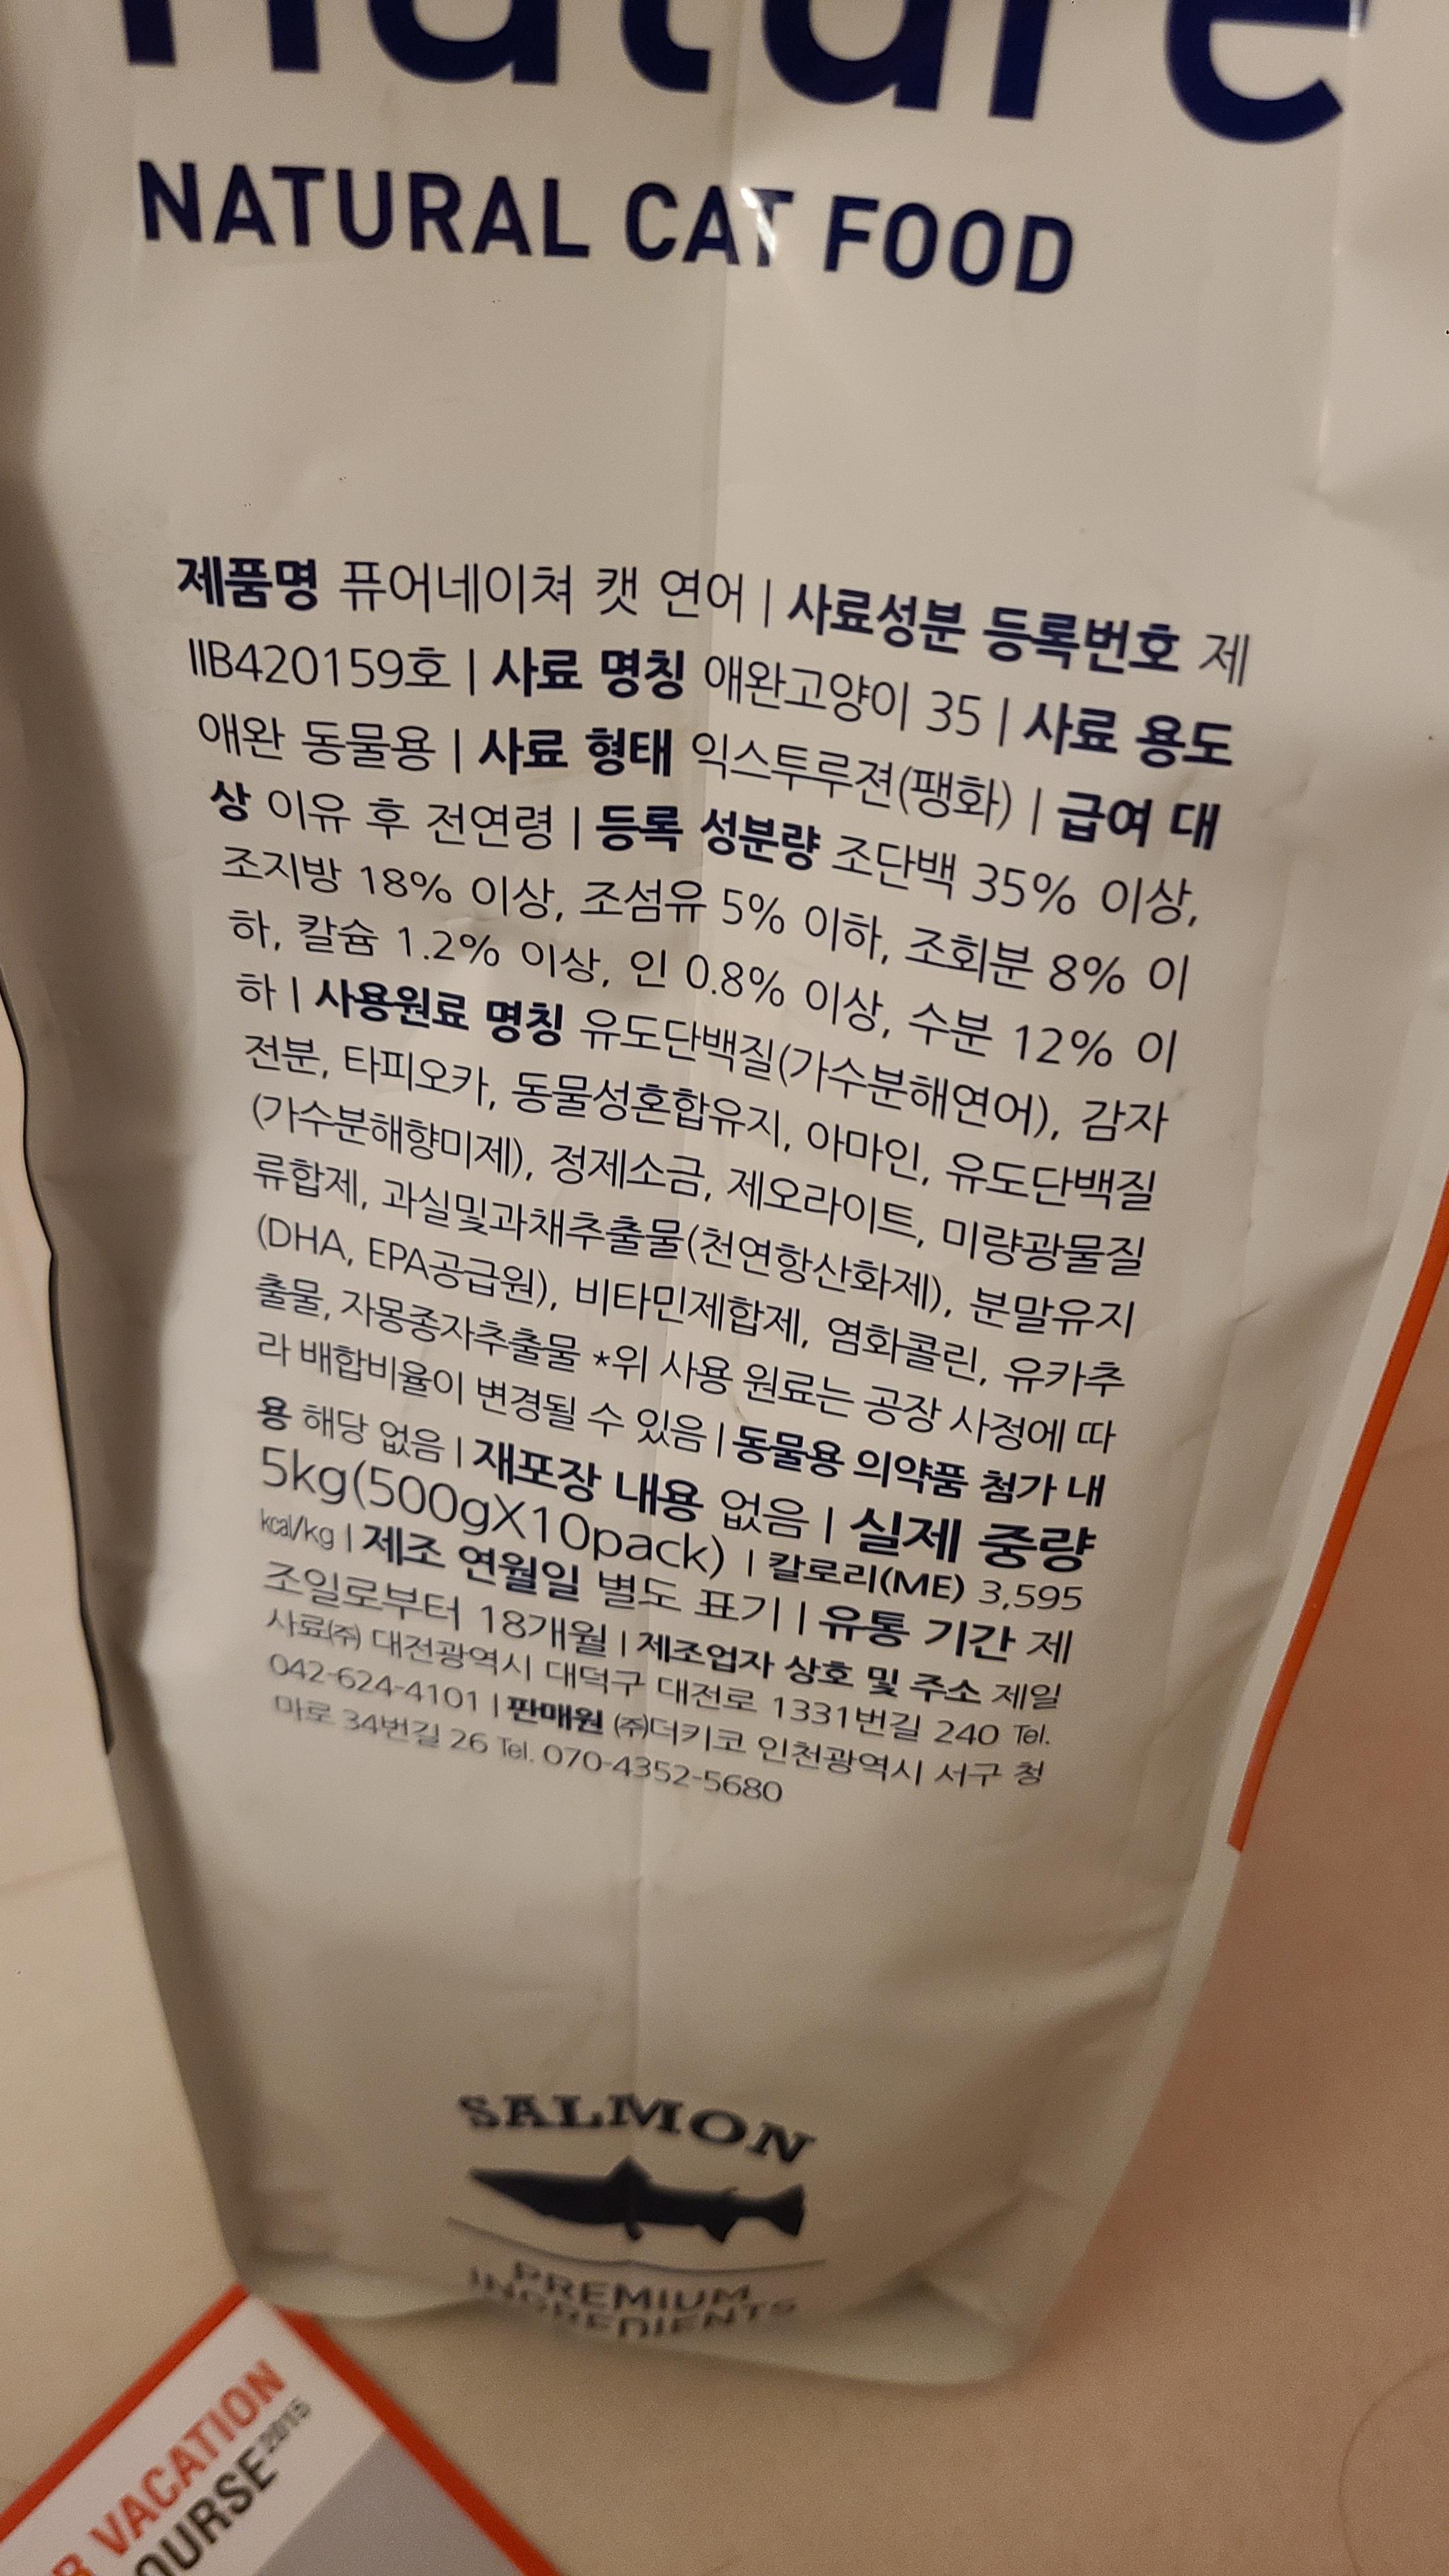 nature
NATURAL CAT FOOD
제품명 퓨어네이쳐 캣 연어 | 사료성분 등록번호 제
IIB420159호 | 사료 명칭 애완고양이 35 | 사료 용도
애완 동물용 | 사료 형태 익스투루젼(팽화) | 급여 대
상 이유 후 전연령 | 등록 성분량 조단백 35% 이상,
조지방 18% 이상, 조섬유 5% 이하, 조회분 8% 이
하, 칼슘 1.2% 이상, 인 0.8% 이상, 수분 12% 이
하 | 사용원료 명칭 유도단백질(가수분해연어), 감자
전분, 타피오카, 동물성혼합유지, 아마인, 유도단백질
(가수분해향미제), 정제소금, 제오라이트, 미량광물질
류합제, 과실및과채추출물(천연항산화제), 분말유지
(DHA, EPA공급원), 비타민제합제, 염화콜린, 유카추
출물, 자몽종자추출물 *위 사용 원료는 공장 사정에 따
라 배합비율이 변경될 수 있음 | 동물용 의약품 첨가 내
용 해당 없음 | 재포장 내용 없음 | 실제 중량
5kg(500gX10pack) | 칼로리(ME) 3,595
kcal/kg | 제조 연월일 별도 표기 | 유통 기간 제
조일로부터 18개월 | 제조업자 상호 및 주소 제일
사료㈜ 대전광역시 대덕구 대전로 1331번길 240 Tel.
042-624-4101 | 판매원 ㈜더키코 인천광역시 서구 청
마로 34번길 26 Tel. 070-4352-5680
SALMON
PREMIUM
INGREDIENTS
VACATION
OURSE 2015